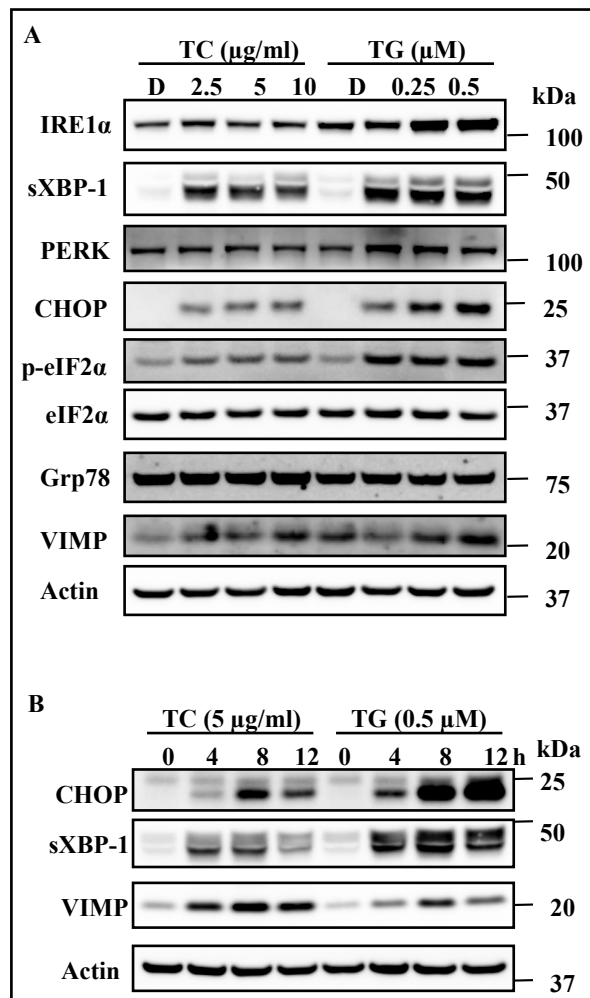 A
TC (μg/ml) TG (μM)
D 2.5 5 10 D 0.25 0.5 kDa
IRE1α 100
sXBP-1 50
PERK 100
CHOP 25
p-eIF2α 37
eIF2α 37
Grp78 75
VIMP 20
Actin 37
B
TC (5 μg/ml) TG (0.5 μM)
0 4 8 12 0 4 8 12 h kDa
CHOP 25
sXBP-1 50
VIMP 20
Actin 37